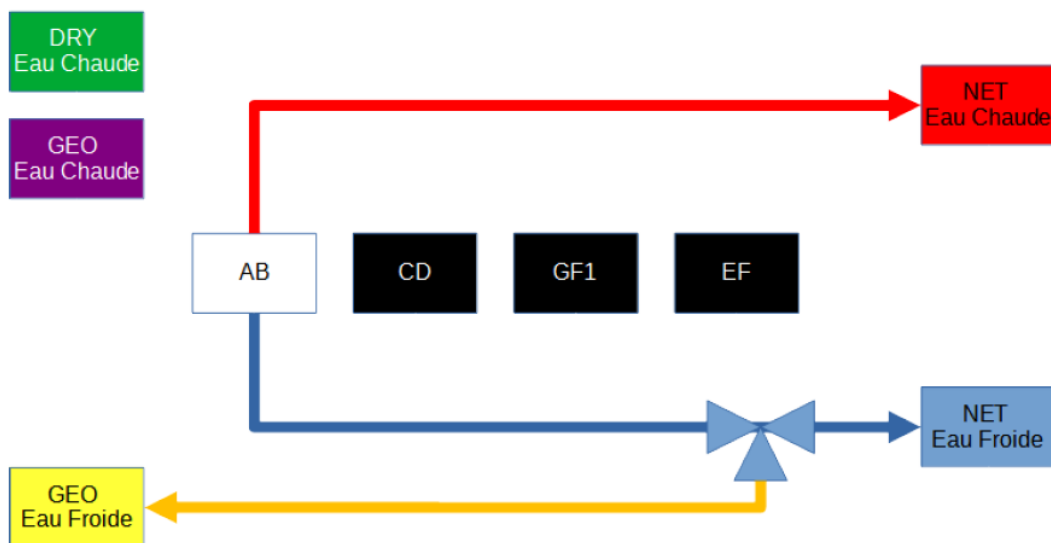 DRY
Eau Chaude
NET
Eau Chaude
GEO
Eau Chaude
AB
CD
GF1
EF
NET
Eau Froide
GEO
Eau Froide